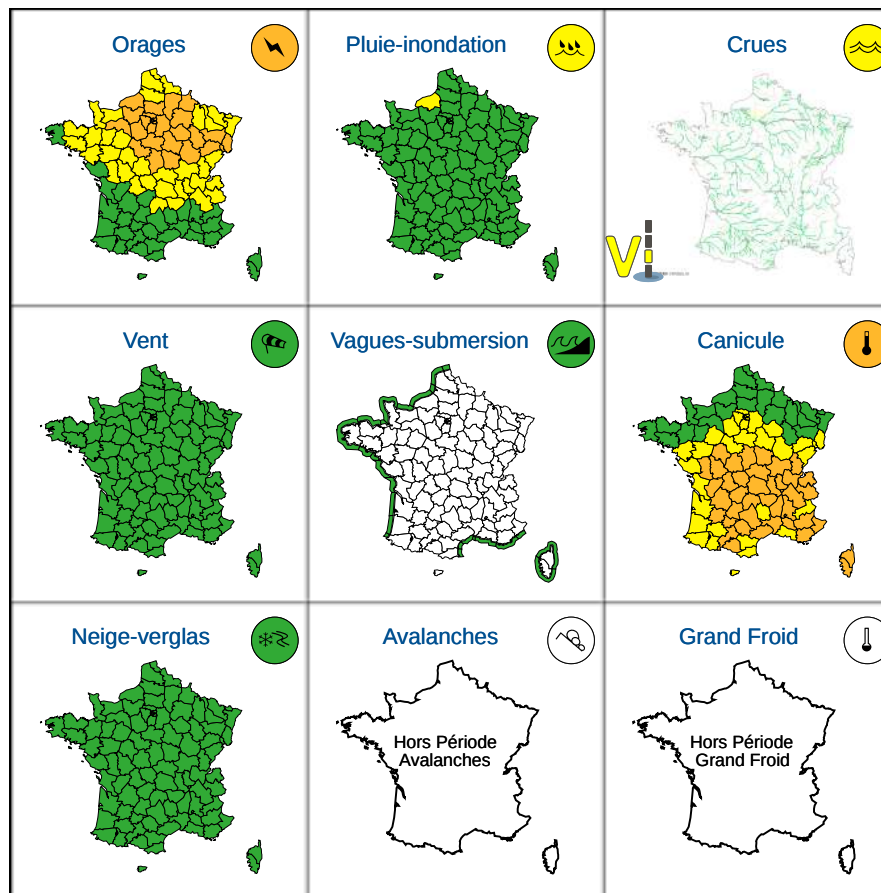 Orages
Pluie-inondation
Crues
Vent
Vagues-submersion
Canicule
Neige-verglas
Avalanches
Grand Froid
Hors Période
Avalanches
Hors Période
Grand Froid